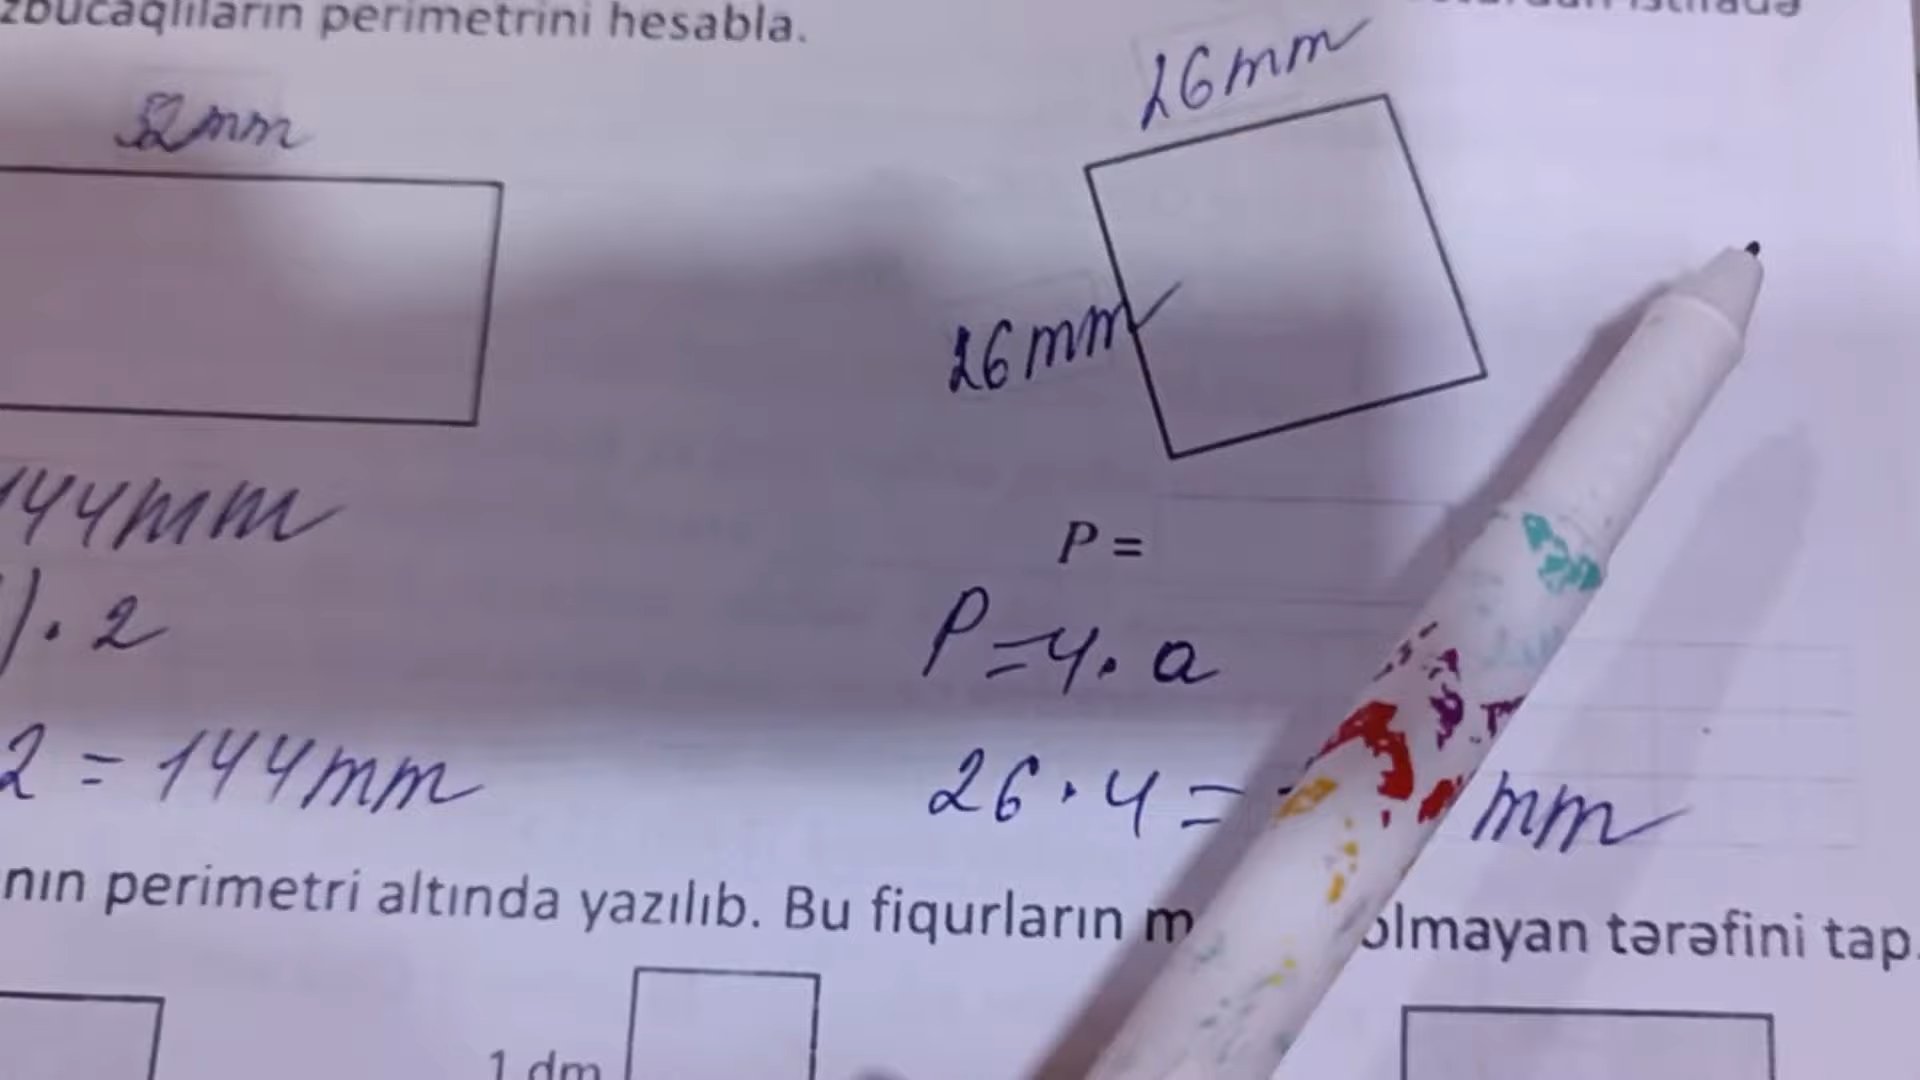 perimetrini hesabla.
26mm
mm
26mm
144mm
P =
). 2
P=4. a
2 = 144mm
26 . 4 =
mm
nın perimetri altında yazılıb. Bu fiqurların
olmayan tərəfini tap.
1 dm